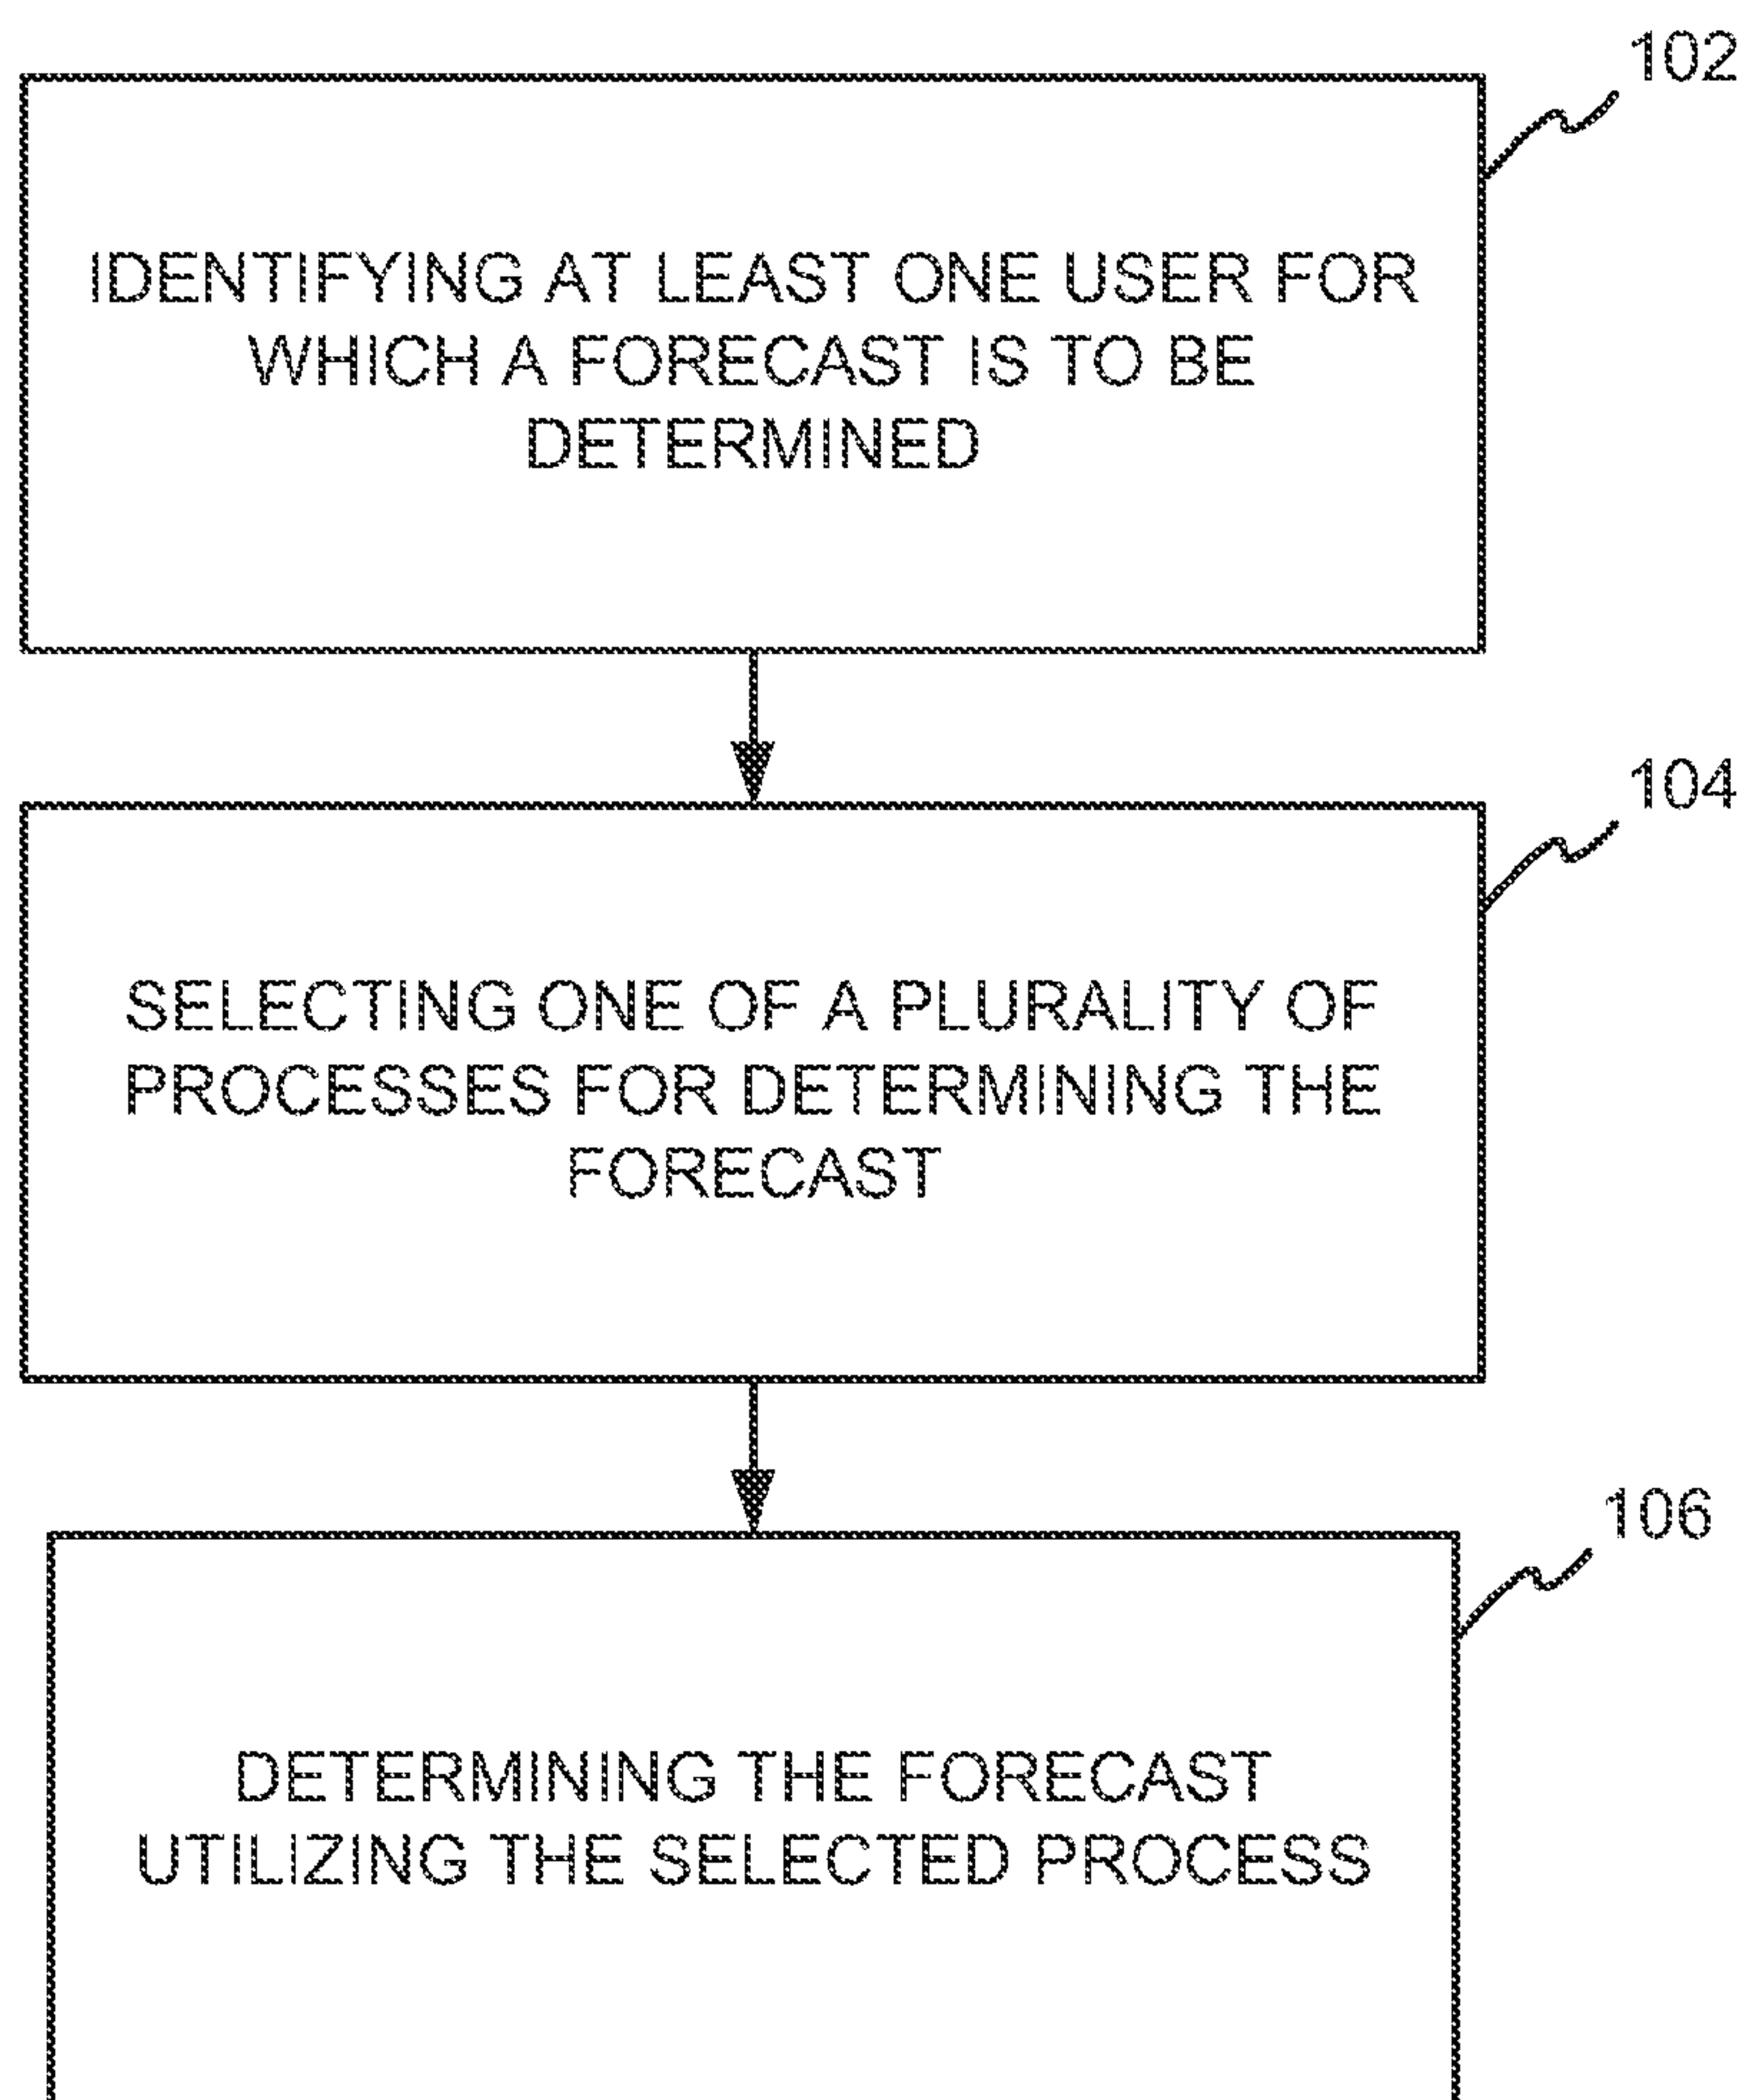 102
IDENTIFYING AT LEAST ONE USER FOR
WHICH A FORECAST IS TO BE
DETERMINED
104
SELECTING ONE OF A PLURALITY OF
PROCESSES FOR DETERMINING THE
FORECAST
106
DETERMINING THE FORECAST
UTILIZING THE SELECTED PROCESS